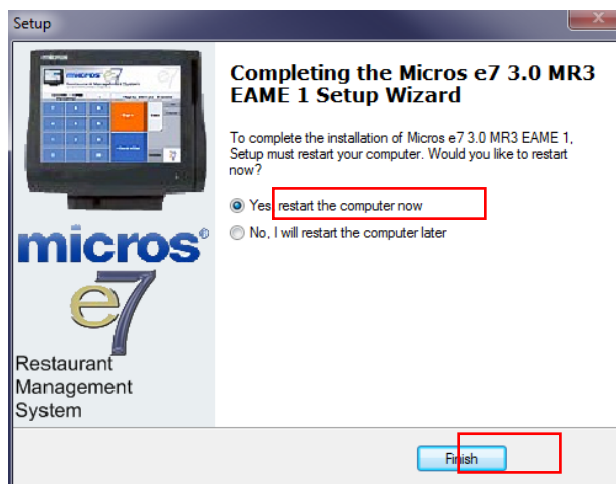 Setup
Completing the Micros e7 3.0 MR3
EAME 1 Setup Wizard
To complete the installation of Micros e7 3.0 MR3 EAME 1,
Setup must restart your computer. Would you like to restart
now?
Yes, restart the computer now
No, I will restart the computer later
micros®
e7
Restaurant
Management
System
Finish